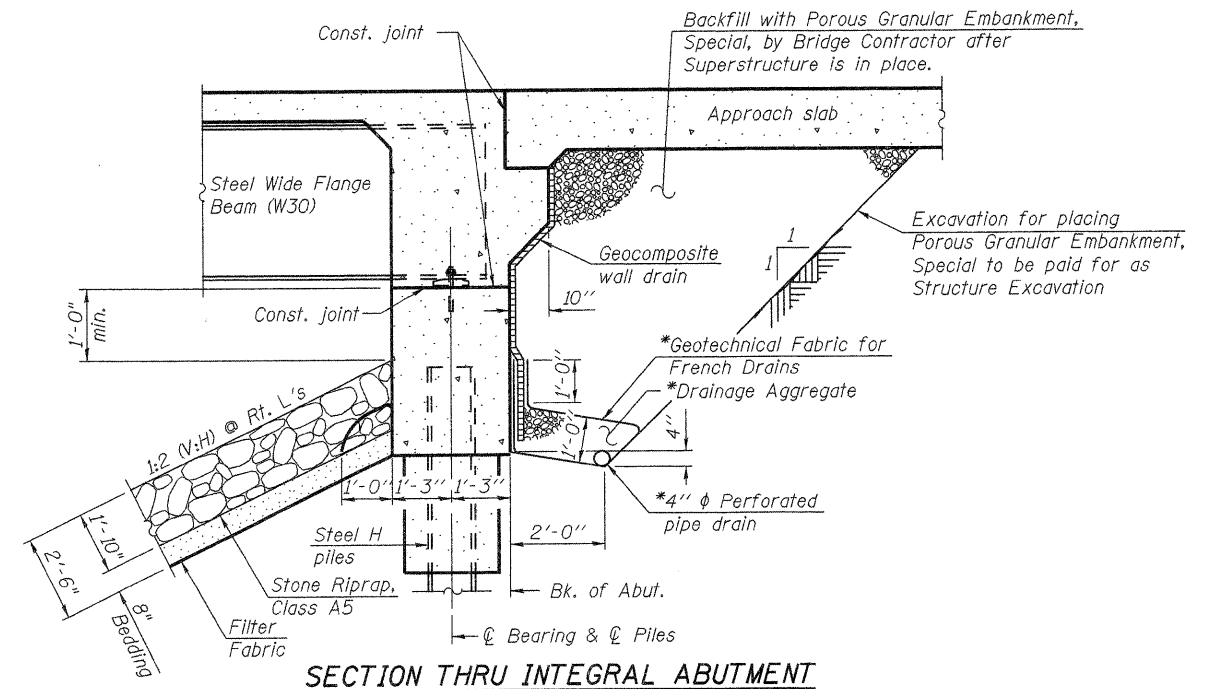 Backfill with Porous Granular Embankment,
Special, by Bridge Contractor after
Superstructure is in place.
Const. joint
Approach slab
Steel Wide Flange
Beam (W30)
Excavation for placing
Porous Granular Embankment,
Special to be paid for as
Structure Excavation
1
1
Geocomposite
wall drain
10"
Const. joint
1'-0"
min.
*Geotechnical Fabric for
French Drains
*Drainage Aggregate
1'-0"
1'-0"
4"
1:2 (V:H) @ Rt. L's
1'-0"
1'-3"
1'-3"
*4" ϕ Perforated
pipe drain
2'-0"
Steel H
piles
1'-10"
2'-6"
8"
Bedding
Stone Riprap,
Class A5
Bk. of Abut.
Filter
Fabric
℄ Bearing & ℄ Piles
SECTION THRU INTEGRAL ABUTMENT